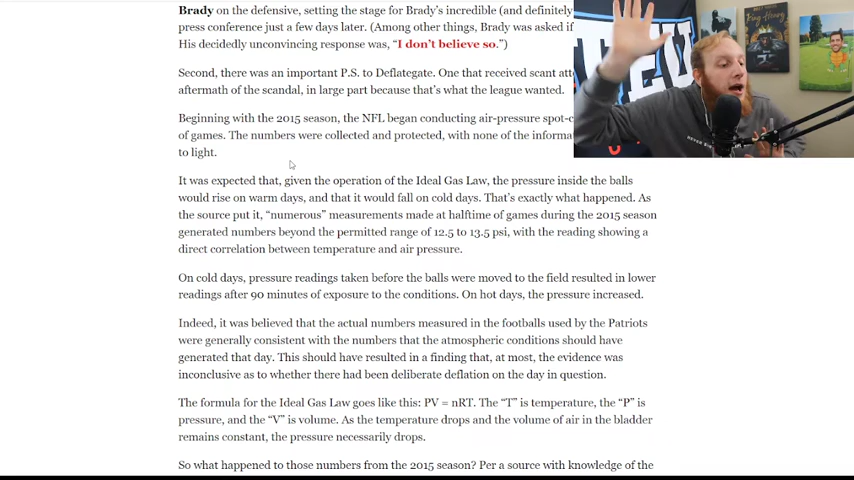 Brady on the defensive, setting the stage for Brady's incredible (and definitely
press conference just a few days later. (Among other things, Brady was asked if
His decidedly unconvincing response was, "I don't believe so.")
Second, there was an important P.S. to Deflategate. One that received scant
aftermath of the scandal, in large part because that's what the league wanted.
Beginning with the 2015 season, the NFL began conducting air-pressure
of games. The numbers were collected and protected, with none of the
to light.
It was expected that, given the operation of the Ideal Gas Law, the pressure inside the balls
would rise on warm days, and that it would fall on cold days. That's exactly what happened. As
the source put it, "numerous" measurements made at halftime of games during the 2015 season
generated numbers beyond the permitted range of 12.5 to 13.5 psi, with the reading showing a
direct correlation between temperature and air pressure.
On cold days, pressure readings taken before the balls were moved to the field resulted in lower
readings after 90 minutes of exposure to the conditions. On hot days, the pressure increased.
Indeed, it was believed that the actual numbers measured in the footballs used by the Patriots
were generally consistent with the numbers that the atmospheric conditions should have
generated that day. This should have resulted in a finding that, at most, the evidence was
inconclusive as to whether there had been deliberate deflation on the day in question.
The formula for the Ideal Gas Law goes like this: PV = nRT. The "T" is temperature, the "P" is
pressure, and the "V" is volume. As the temperature drops and the volume of air in the bladder
remains constant, the pressure necessarily drops.
So what happened to those numbers from the 2015 season? Per a source with knowledge of the